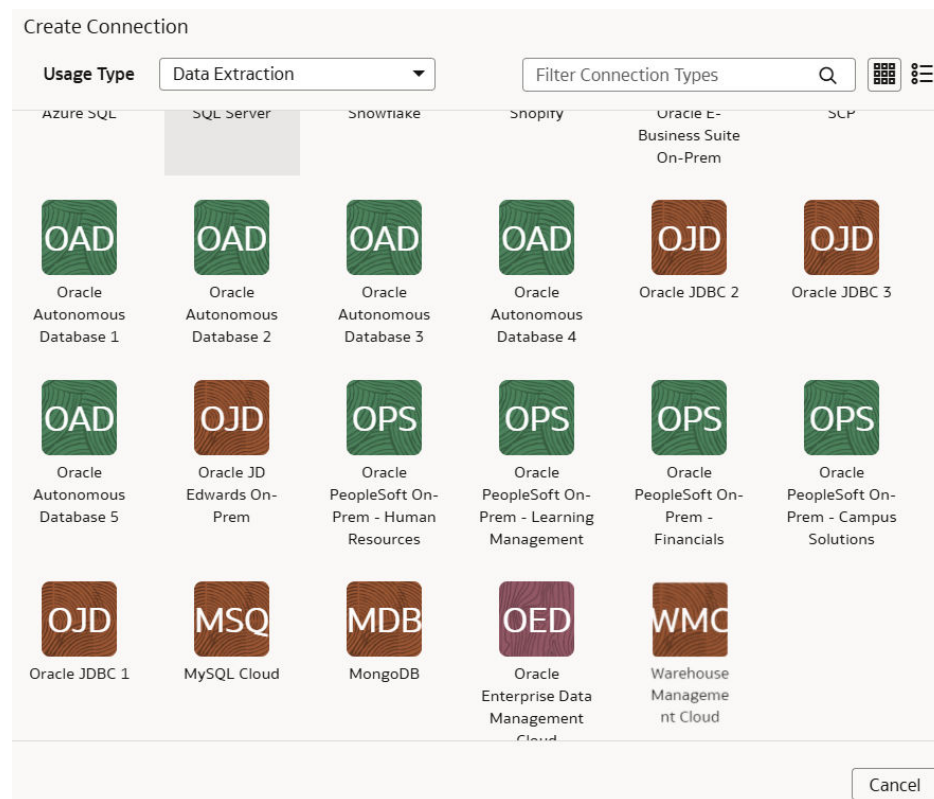 Create Connection
Usage Type
Data Extraction
Filter Connection Types
Azure SQL
SQL Server
Snowflake
Shopify
Oracle E-
Business Suite
On-Prem
SCP
OAD
OAD
OAD
OAD
OJD
OJD
Oracle
Autonomous
Database 1
Oracle
Autonomous
Database 2
Oracle
Autonomous
Database 3
Oracle
Autonomous
Database 4
Oracle JDBC 2
Oracle JDBC 3
OAD
OJD
OPS
OPS
OPS
OPS
Oracle
Autonomous
Database 5
Oracle JD
Edwards On-
Prem
Oracle
PeopleSoft On-
Prem - Human
Resources
Oracle
PeopleSoft On-
Prem - Learning
Management
Oracle
PeopleSoft On-
Prem -
Financials
Oracle
PeopleSoft On-
Prem - Campus
Solutions
OJD
MSQ
MDB
OED
WMC
Oracle JDBC 1
MySQL Cloud
MongoDB
Oracle
Enterprise Data
Management
Cloud
Warehouse
Manageme
nt Cloud
Cancel